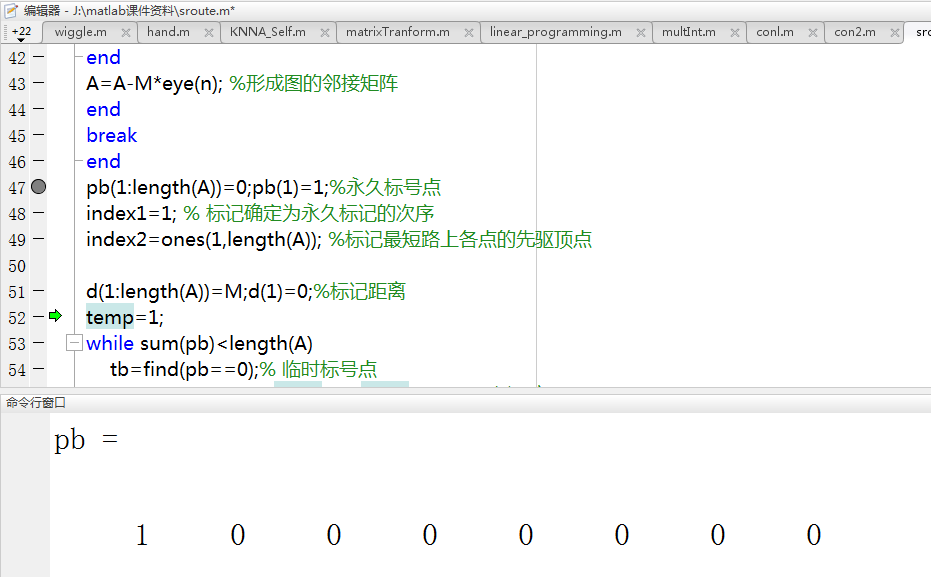 编辑器 - J:\matlab课件资料\sroute.m*
+22 wiggle.m hand.m KNNA_Self.m matrixTranform.m linear_programming.m multInt.m conl.m con2.m
42 end
43 A=A-M*eye(n); %形成图的邻接矩阵
44 end
45 break
46 end
47 pb(1:length(A))=0;pb(1)=1;%永久标号点
48 index1=1; % 标记确定为永久标记的次序
49 index2=ones(1,length(A)); %标记最短路上各点的先驱顶点
50
51 d(1:length(A))=M;d(1)=0;%标记距离
52 temp=1;
53 while sum(pb)<length(A)
54 tb=find(pb==0);% 临时标号点
命令行窗口
pb =
1 0 0 0 0 0 0 0